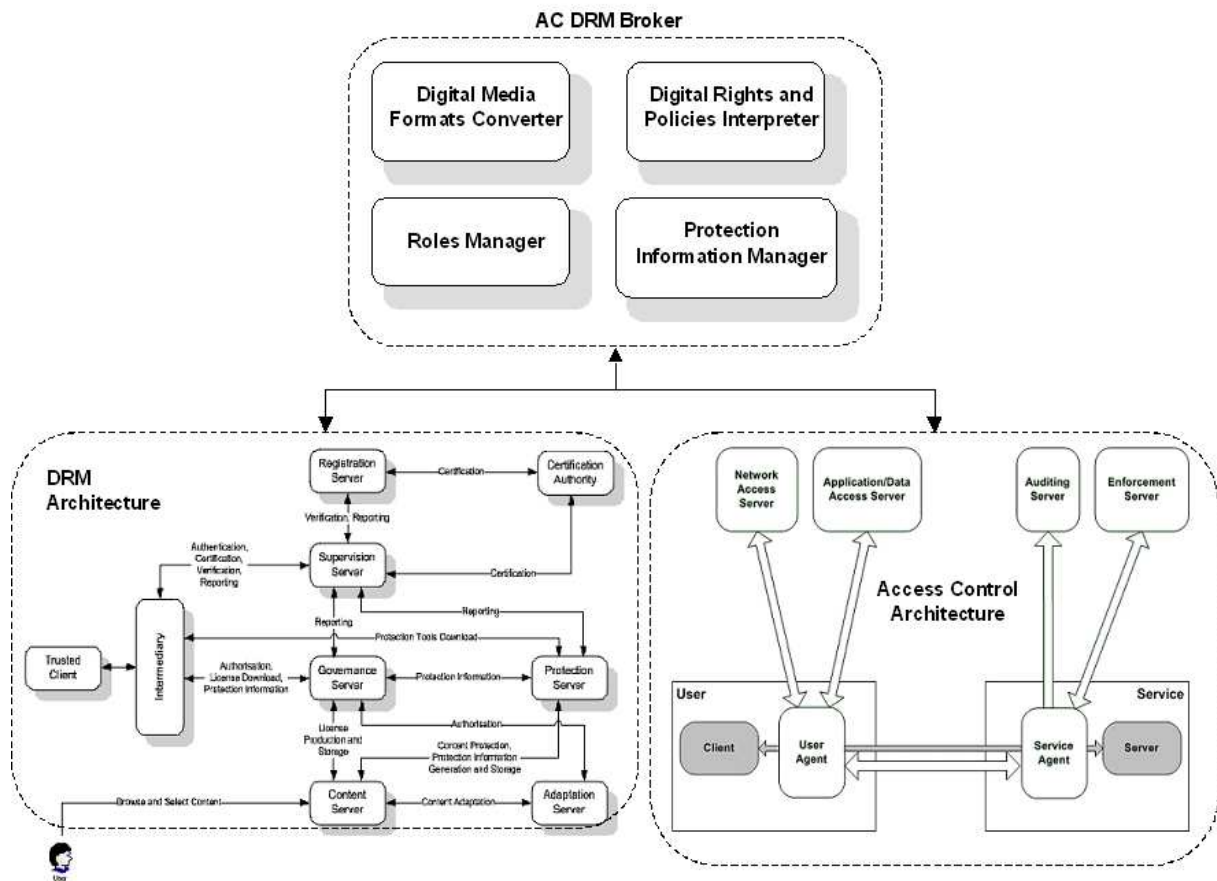 AC DRM Broker
Digital Media
Formats Converter
Digital Rights and
Policies Interpreter
Roles Manager
Protection
Information Manager
DRM
Architecture
Registration
Server
Certification
Certification
Authority
Verification, Reporting
Authentication,
Certification,
Verification,
Reporting
Supervision
Server
Certification
Reporting
Reporting
Protection Tools Download
Trusted
Client
Intermediary
Authorisation,
License Download,
Protection Information
Governance
Server
Protection Information
Protection
Server
License
Production and
Storage
Authorisation
Content Protection,
Protection Information
Generation and Storage
Browse and Select Content
Content
Server
Content Adaptation
Adaptation
Server
User
Network
Access
Server
Application/Data
Access Server
Auditing
Server
Enforcement
Server
Access Control
Architecture
User
Service
Client
User
Agent
Service
Agent
Server